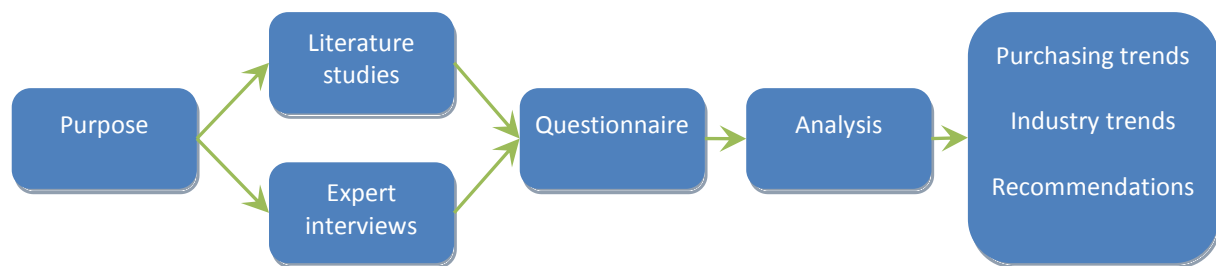 Purpose
Literature
studies
Expert
interviews
Questionnaire
Analysis
Purchasing trends
Industry trends
Recommendations